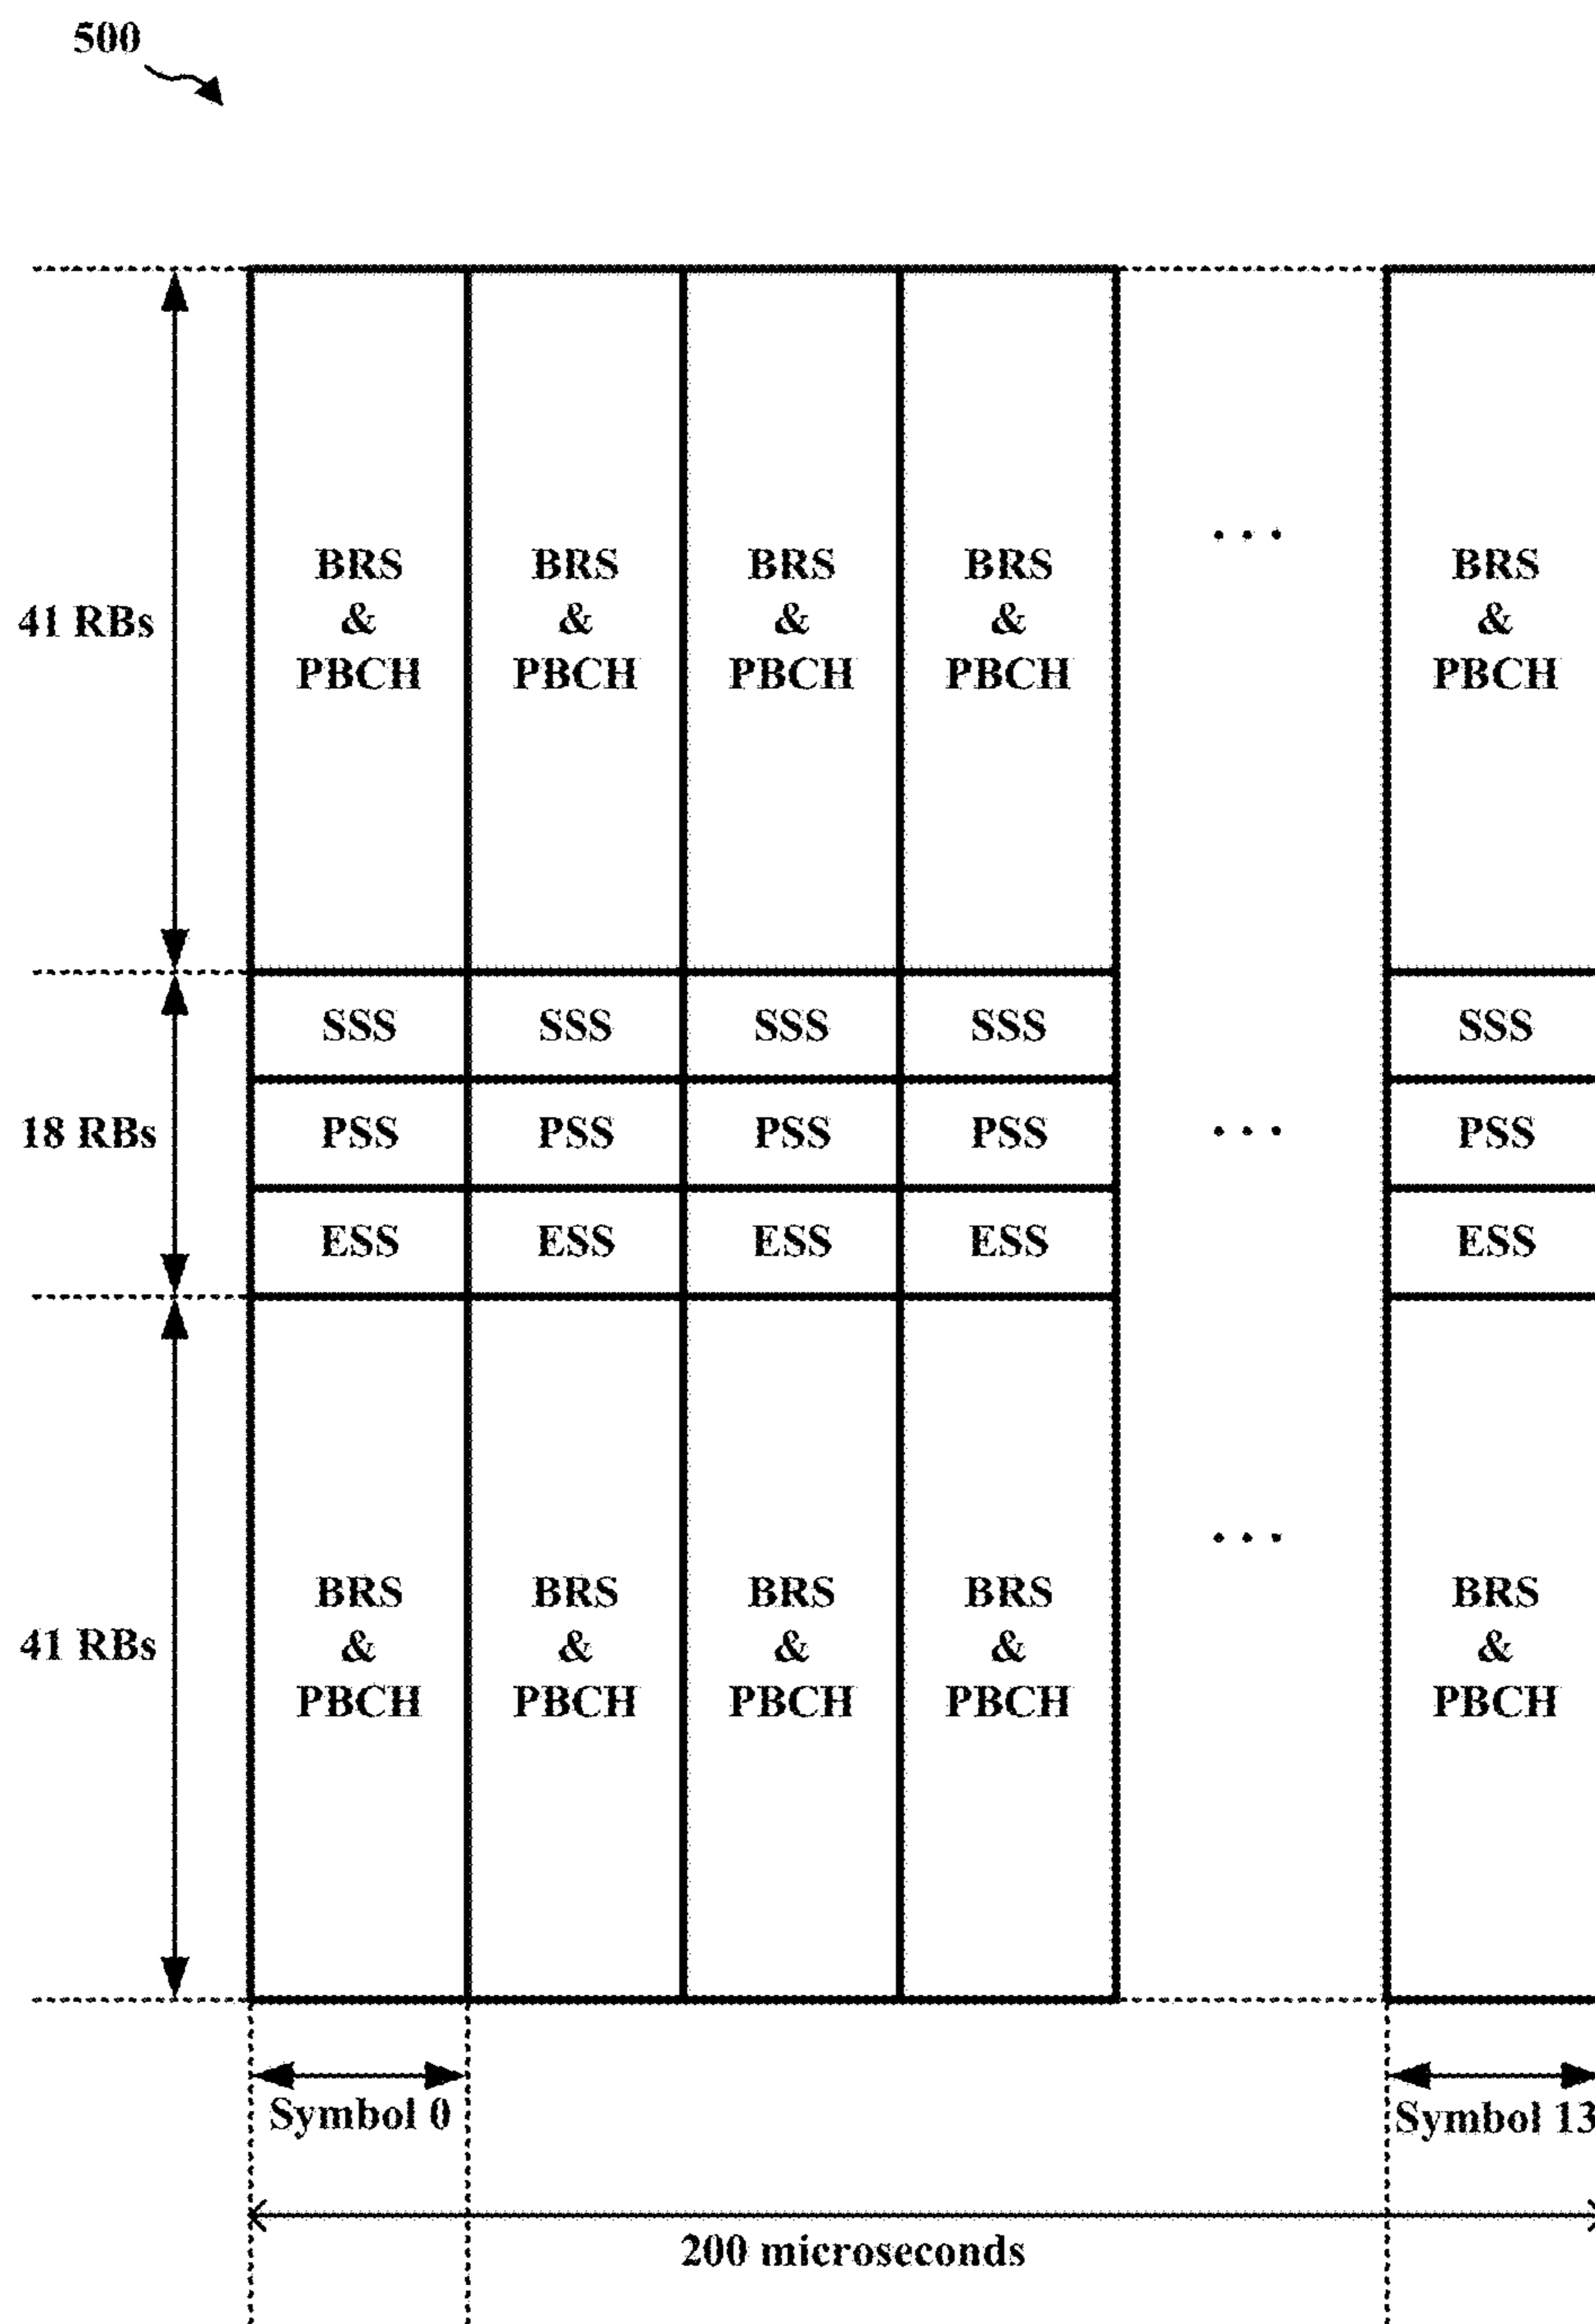 500
41 RBs
BRS
&
PBCH
BRS
&
PBCH
BRS
&
PBCH
BRS
&
PBCH
. . .
BRS
&
PBCH
18 RBs
SSS SSS SSS SSS SSS
PSS PSS PSS PSS . . . PSS
ESS ESS ESS ESS ESS
41 RBs
BRS
&
PBCH
BRS
&
PBCH
BRS
&
PBCH
BRS
&
PBCH
. . .
BRS
&
PBCH
Symbol 0
Symbol 13
200 microseconds